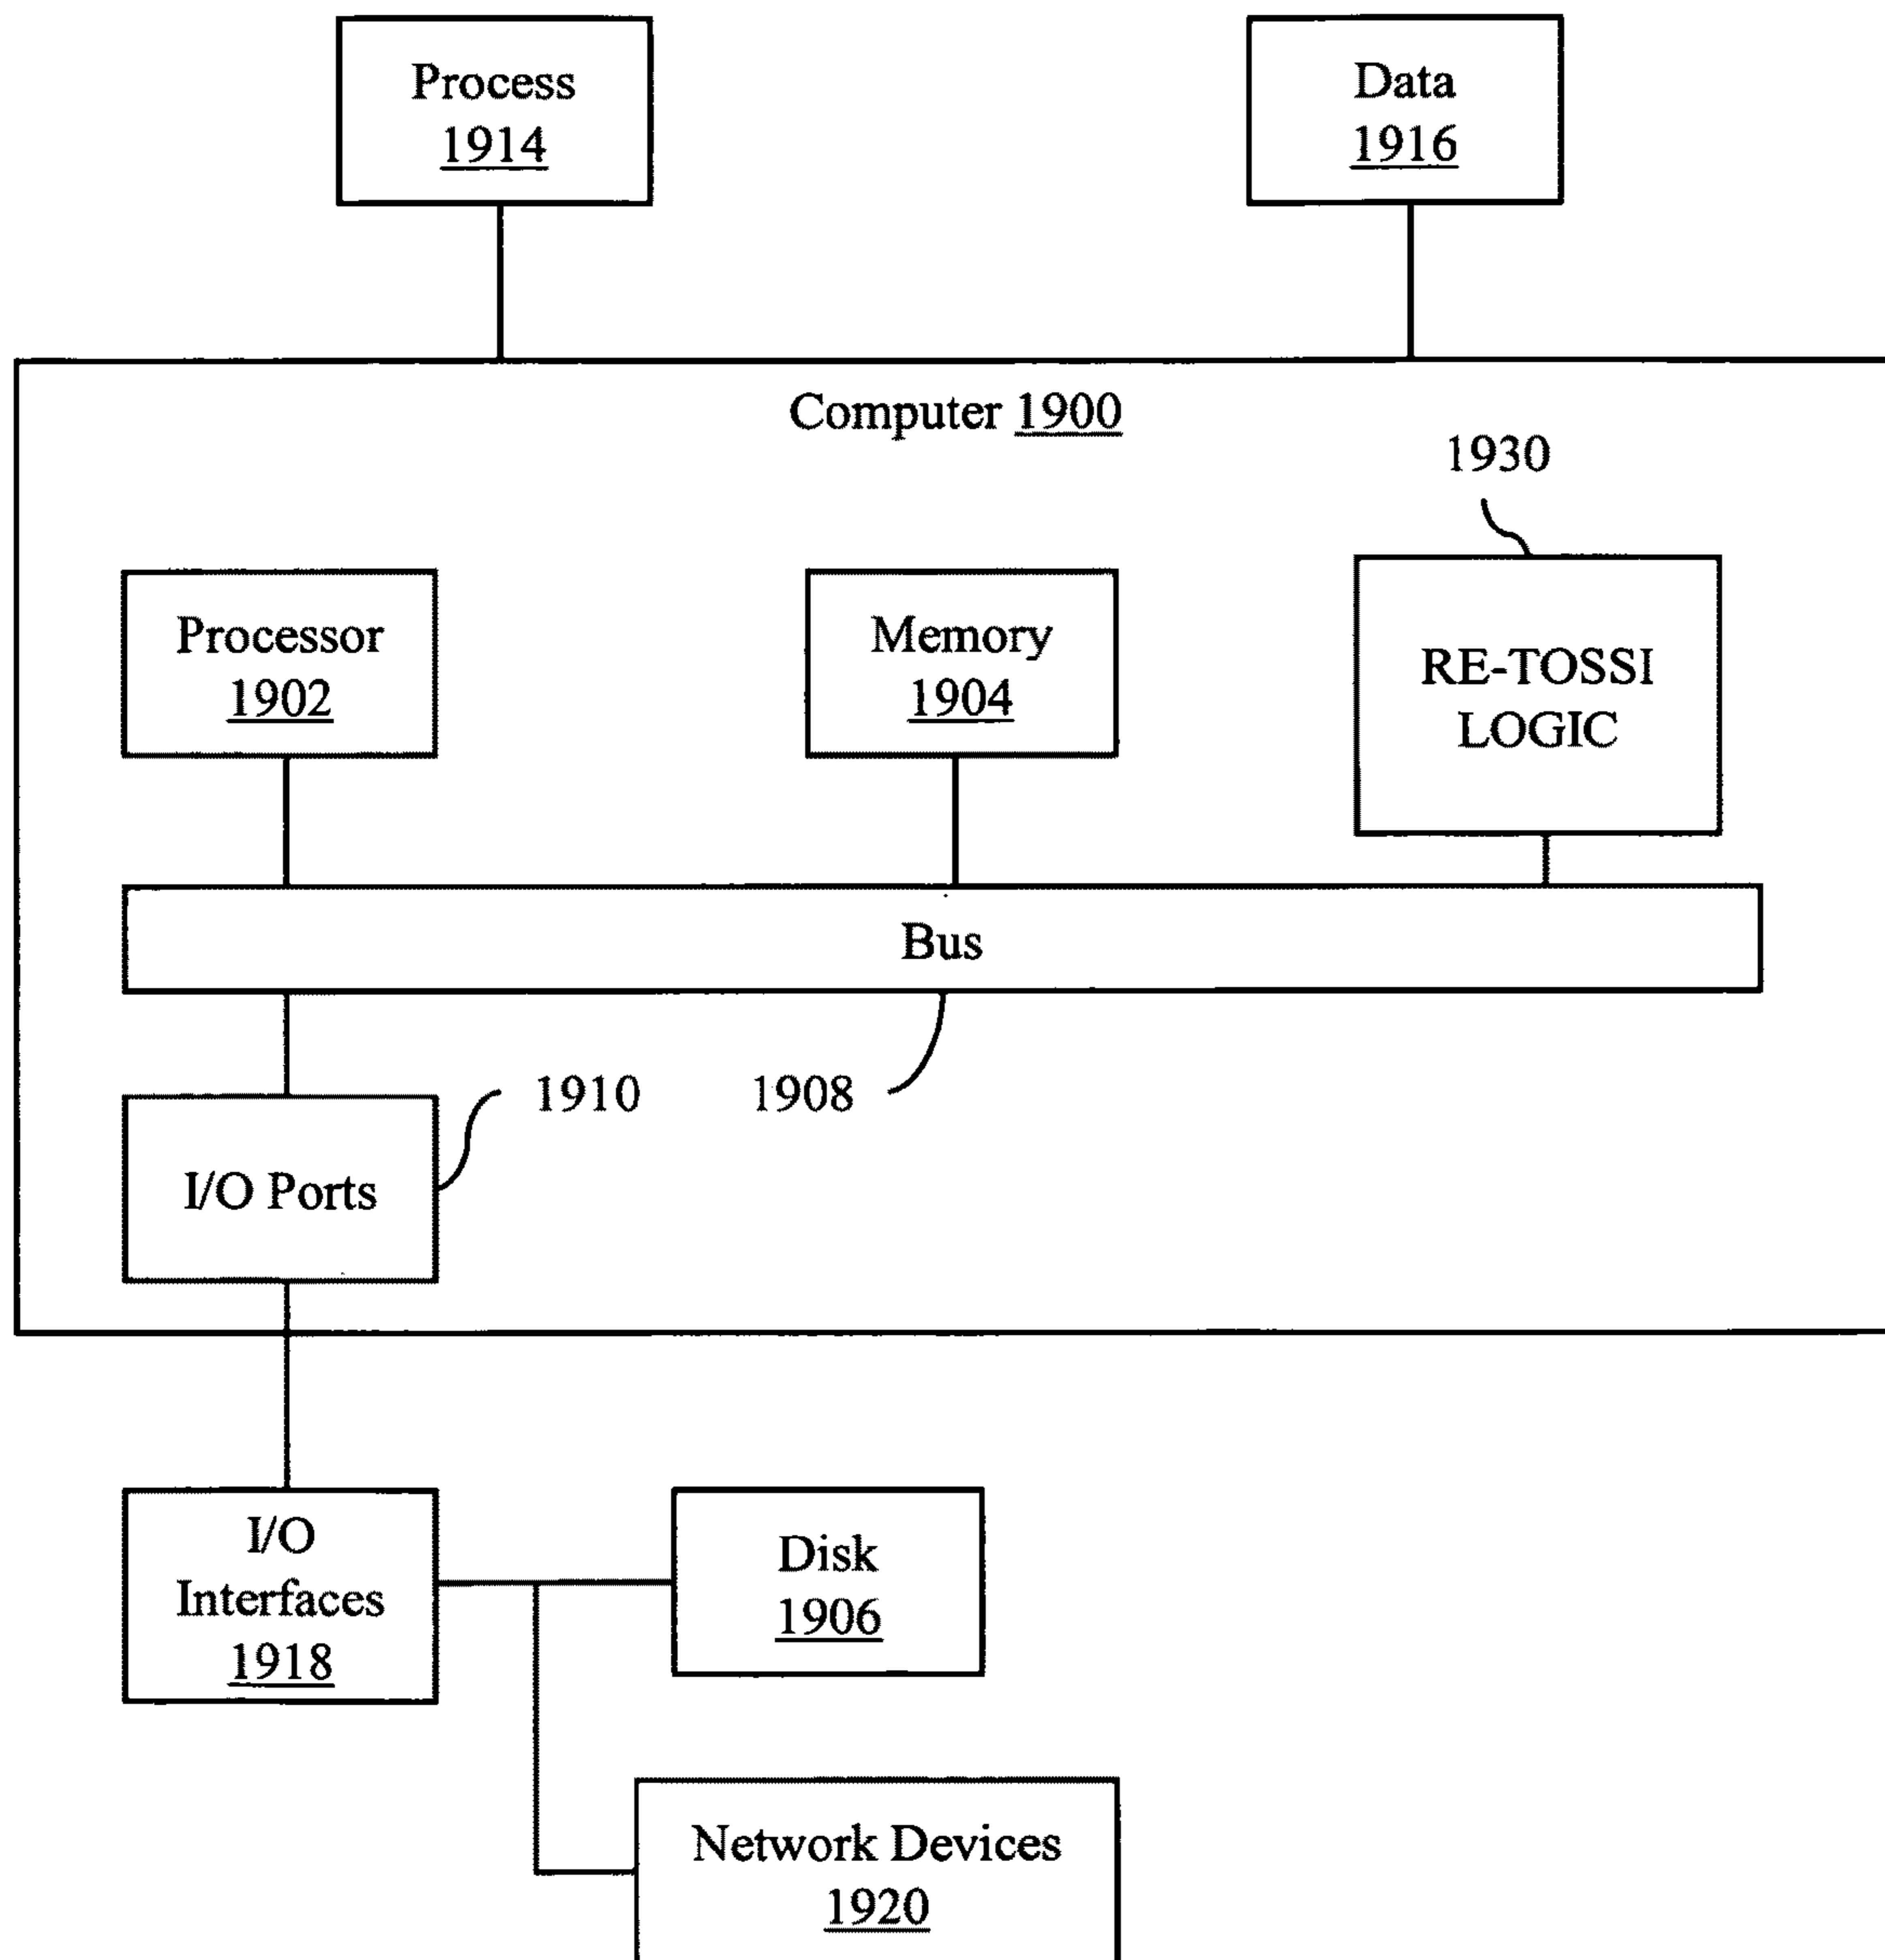 Process
1914
Data
1916
Computer 1900
1930
Processor
1902
Memory
1904
RE-TOSSI
LOGIC
Bus
1910
1908
I/O Ports
I/O
Interfaces
1918
Disk
1906
Network Devices
1920